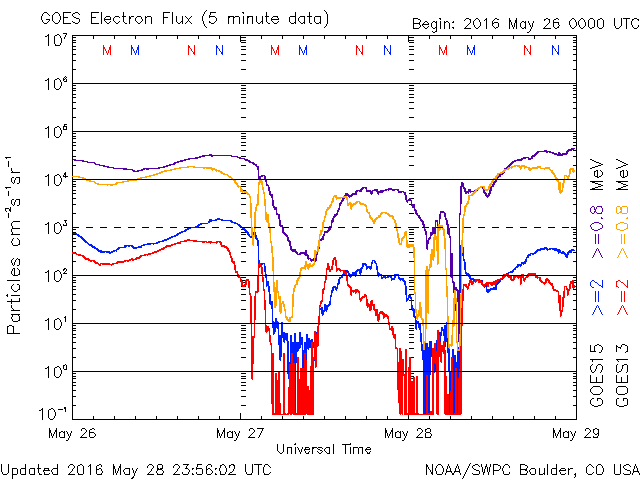 GOES Electron Flux (5 minute data)
Begin: 2016 May 26 0000 UTC
10⁷
M M N N M M N N M M N N
10⁶
10⁵
10⁴
10³
10²
10¹
10⁰
10⁻¹
Particles cm⁻²s⁻¹sr⁻¹
May 26 May 27 May 28 May 29
Universal Time
GOES15 >=2 >=0.8 MeV
GOES13 >=2 >=0.8 MeV
Updated 2016 May 28 23:56:02 UTC
NOAA/SWPC Boulder, CO USA